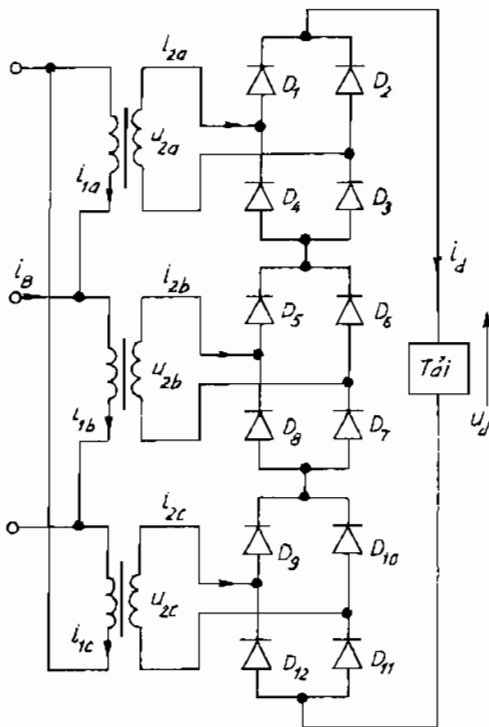 i2a
D1
D2
u2a
i1a
D4
D3
id
iB
i2b
D5
D6
Tải
ud
u2b
i1b
D8
D7
i2c
D9
D10
u2c
i1c
D12
D11